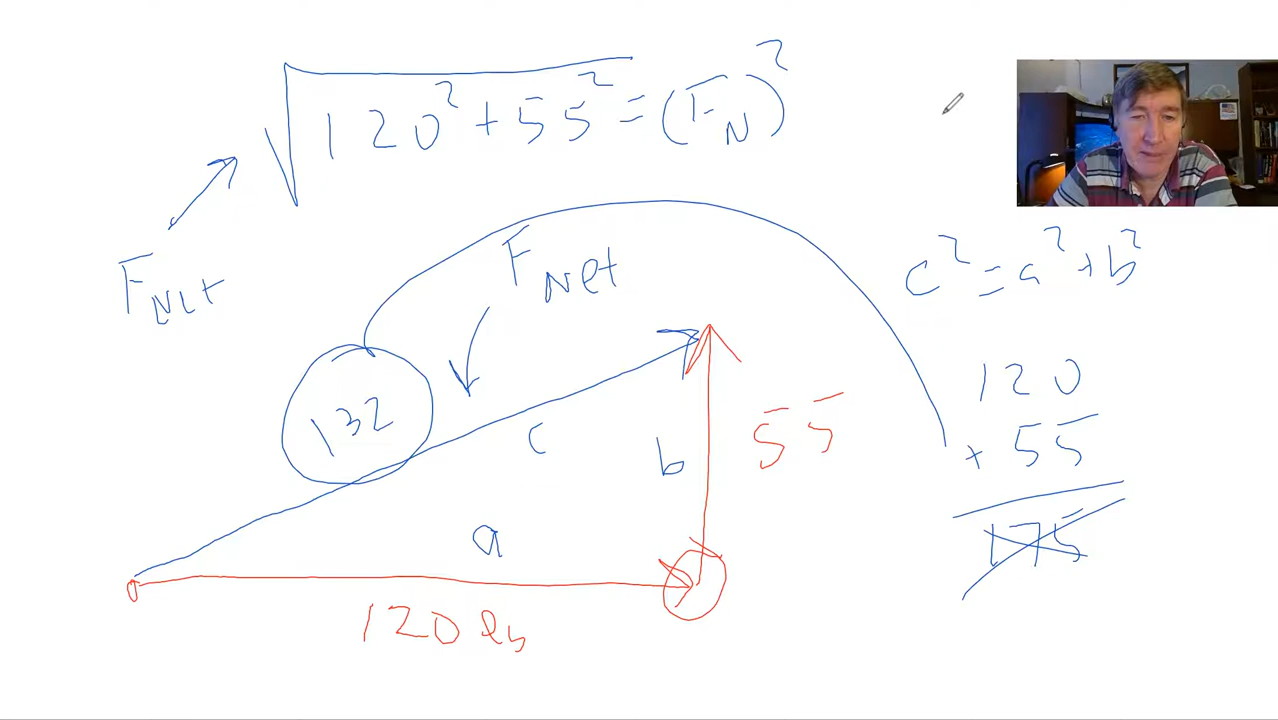 √120² + 55² = (F_N)²
F_Net
F_Net
c² = a² + b²
132
c
b
55
a
120 lb
120
+ 55
175